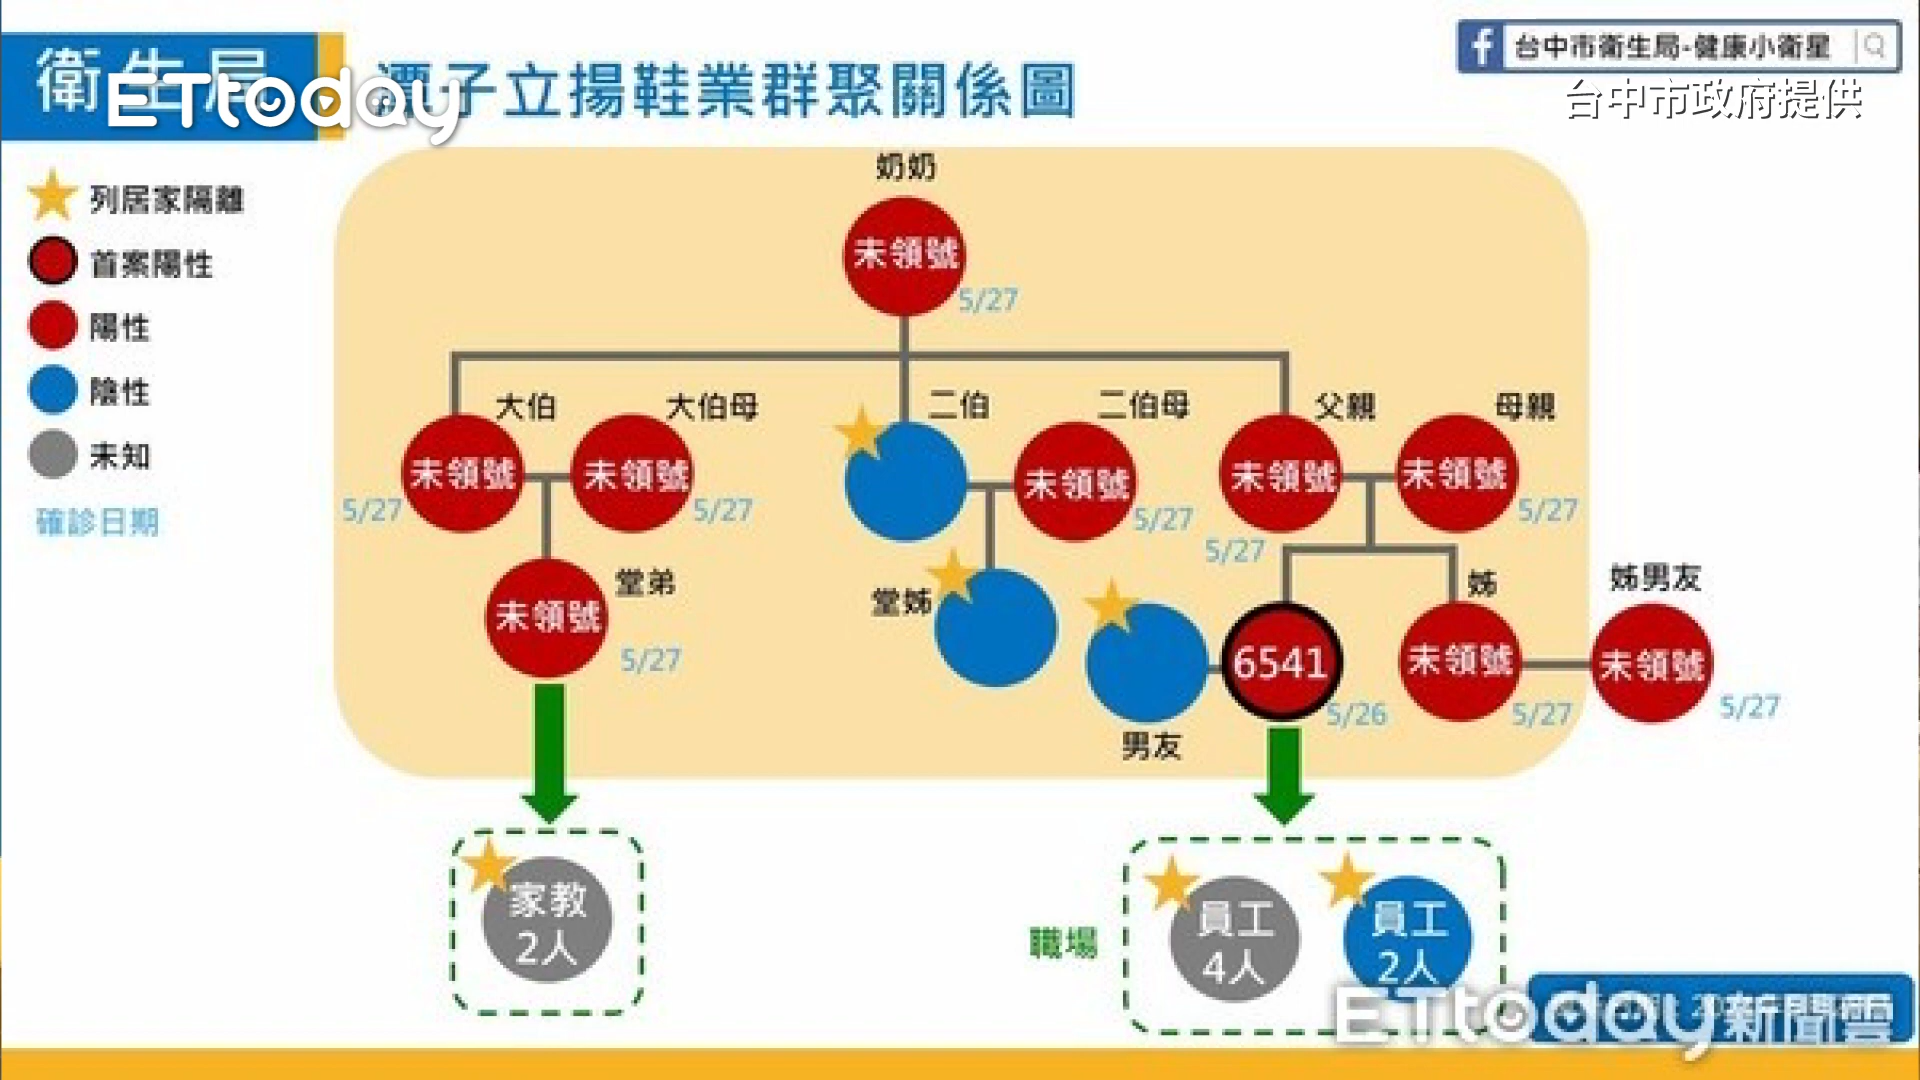 衛生局
ETtoday
潭子立揚鞋業群聚關係圖
台中市衛生局-健康小衛星
台中市政府提供
列居家隔離
首案陽性
陽性
陰性
未知
確診日期
奶奶
未領號
5/27
大伯
未領號
5/27
大伯母
未領號
5/27
二伯
二伯母
未領號
5/27
父親
未領號
5/27
母親
未領號
5/27
堂弟
未領號
5/27
堂姊
男友
6541
5/26
姊
未領號
5/27
姊男友
未領號
5/27
家教
2人
職場
員工
4人
員工
2人
ETtoday新聞雲